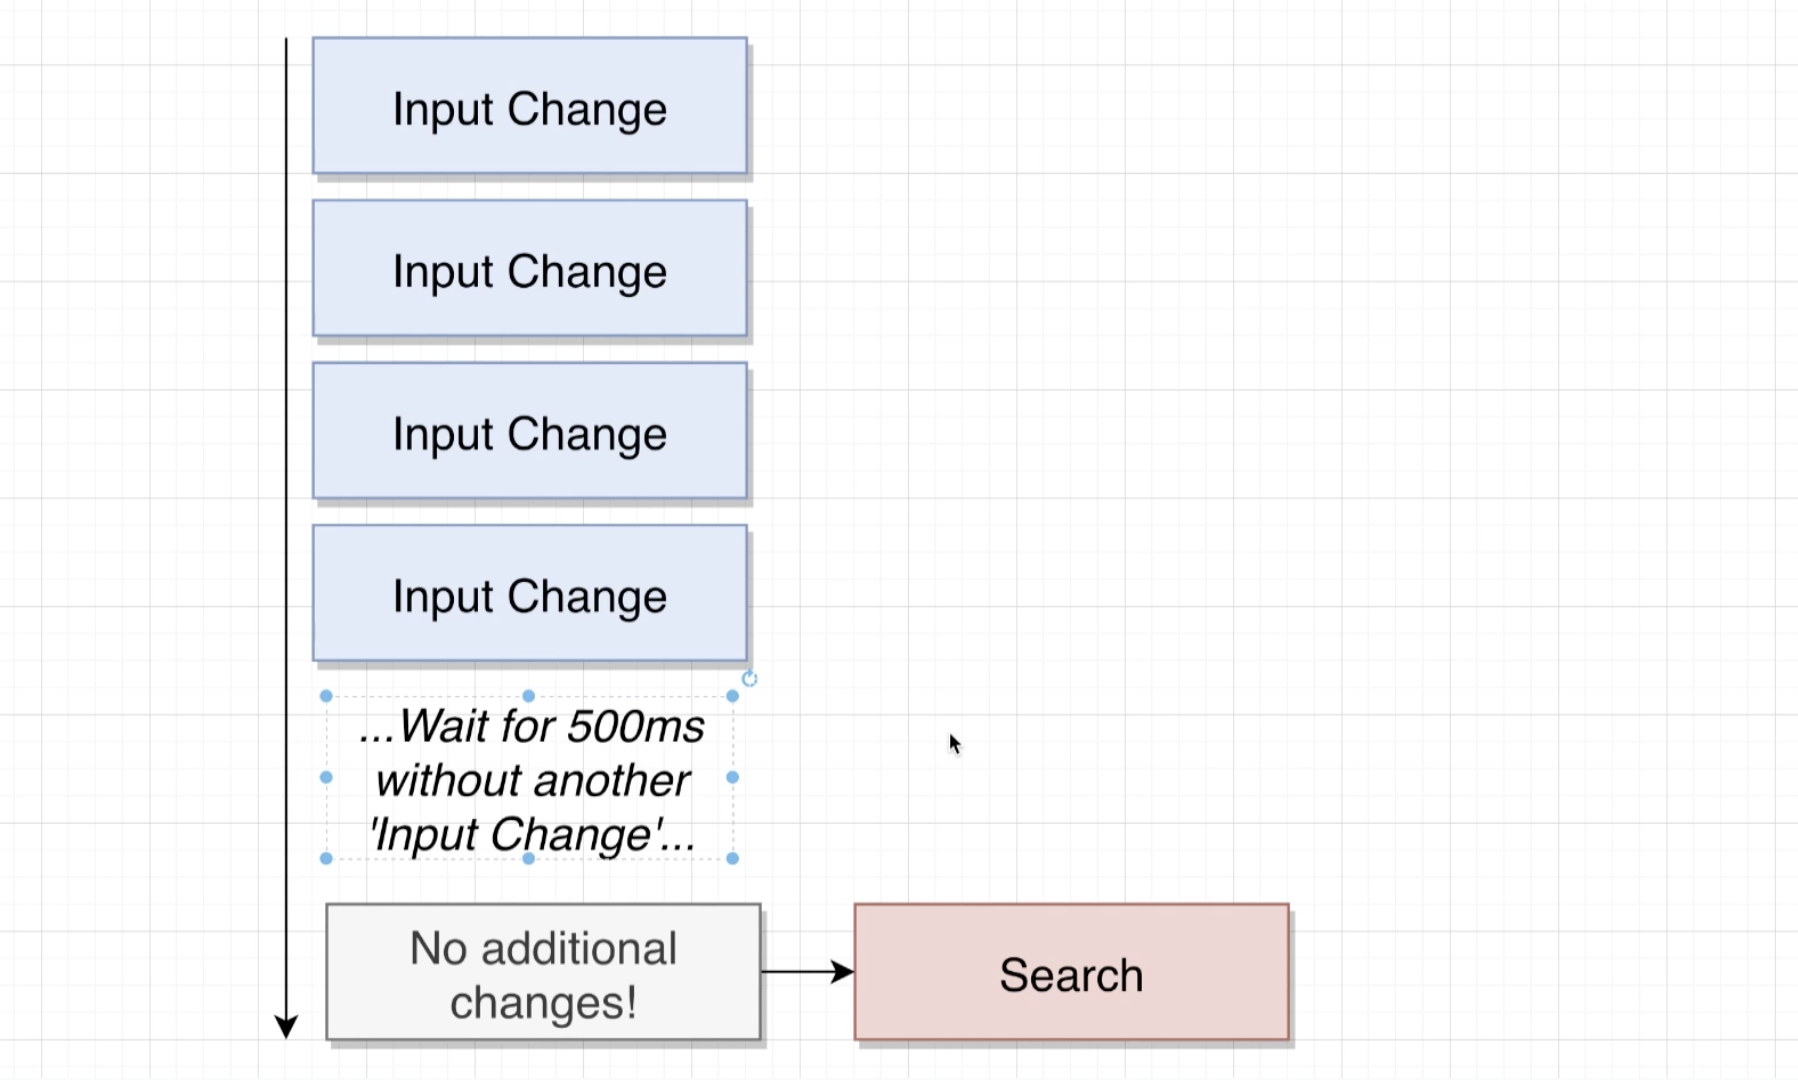 Input Change
Input Change
Input Change
Input Change
...Wait for 500ms
without another
'Input Change'...
No additional
changes!
Search